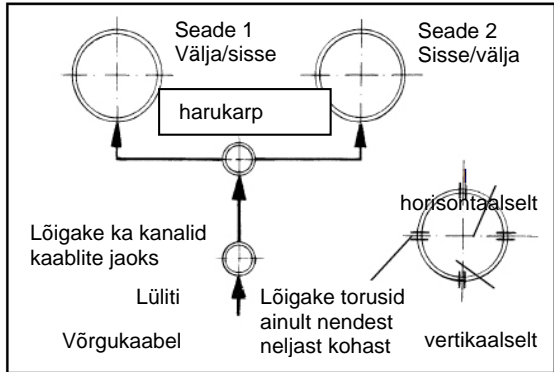 Seade 1
Välja/sisse
Seade 2
Sisse/välja
harukarp
horisontaalselt
Lõigake ka kanalid
kaablite jaoks
Lüliti
Võrgukaabel
Lõigake torusid
ainult nendest
neljast kohast
vertikaalselt